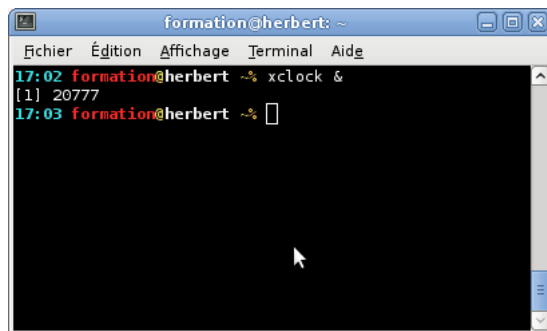 formation@herbert: ~
Fichier Édition Affichage Terminal Aide
17:02 formation@herbert ~% xclock &
[1] 20777
17:03 formation@herbert ~%